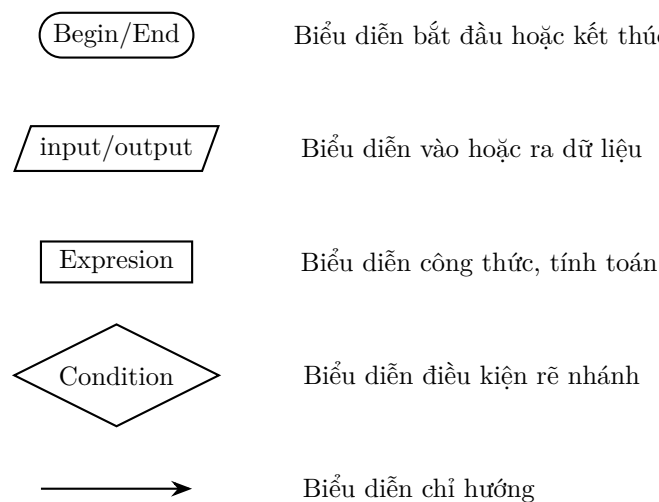 Begin/End Biểu diễn bắt đầu hoặc kết thú
input/output Biểu diễn vào hoặc ra dữ liệu
Expresion Biểu diễn công thức, tính toán
Condition Biểu diễn điều kiện rẽ nhánh
Biểu diễn chỉ hướng